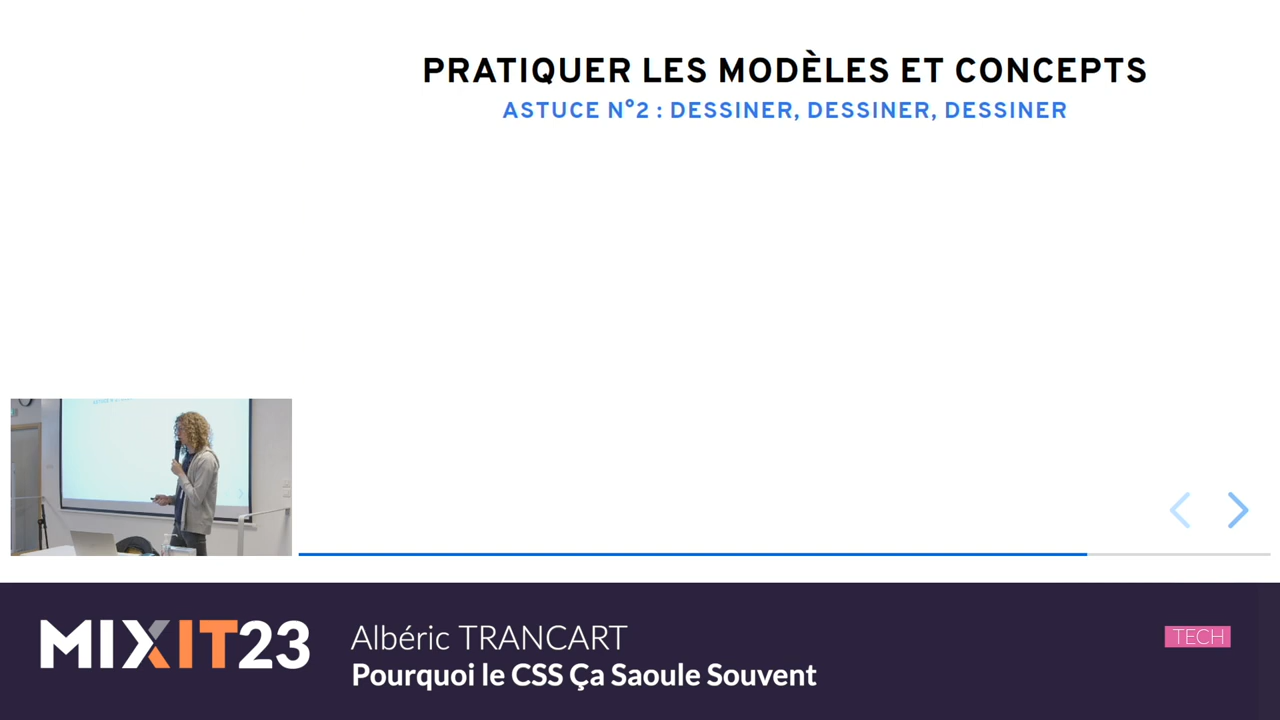 PRATIQUER LES MODÈLES ET CONCEPTS
ASTUCE N°2 : DESSINER, DESSINER, DESSINER
MIXIT23
Albéric TRANCART
Pourquoi le CSS Ça Saoule Souvent
TECH